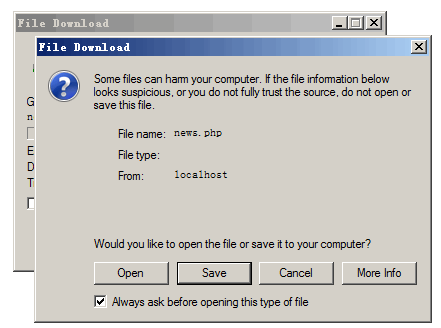 File Download
File Download
Some files can harm your computer. If the file information below
looks suspicious, or you do not fully trust the source, do not open or
save this file.
File name: news.php
File type:
From: localhost
Would you like to open the file or save it to your computer?
Open Save Cancel More Info
Always ask before opening this type of file
G
n
E
D
T